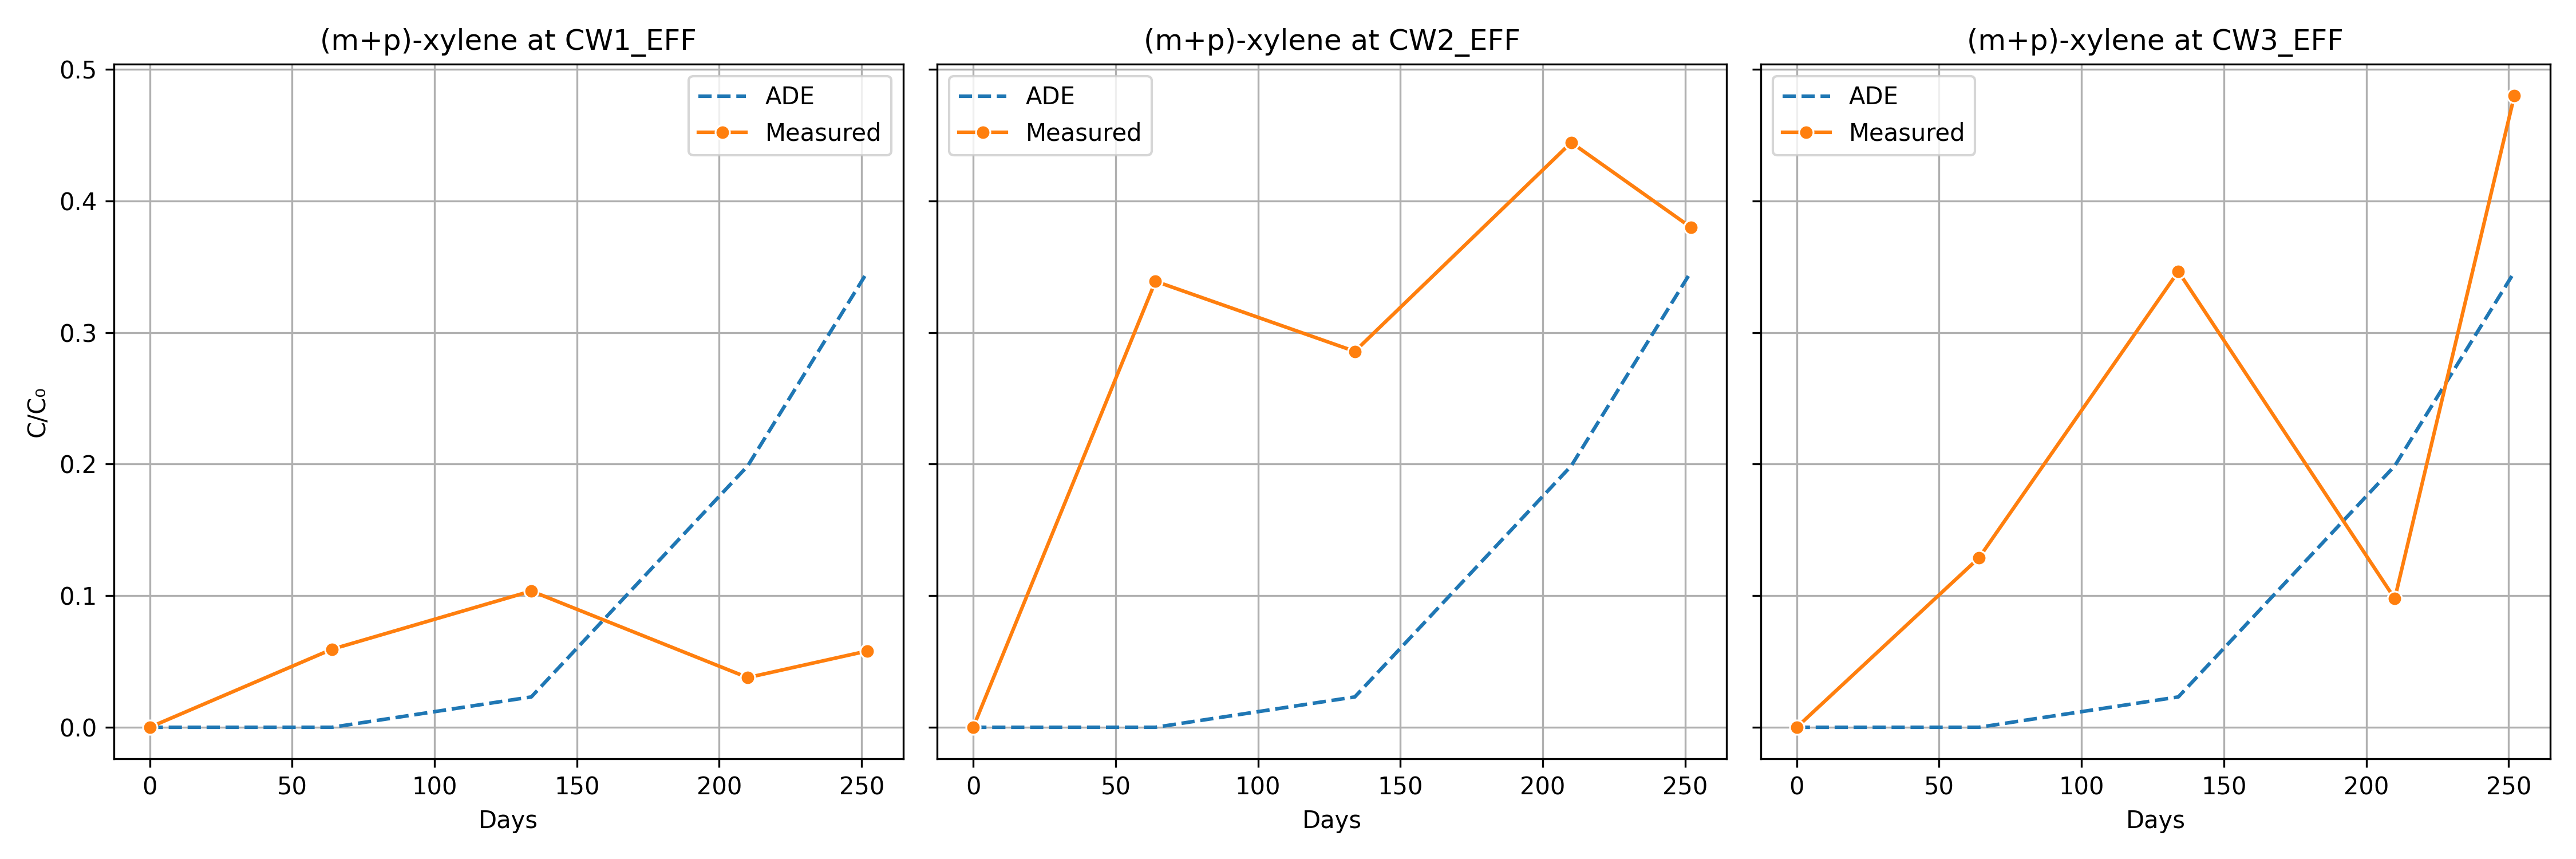 (m+p)-xylene at CW1_EFF
ADE
Measured
0.5
0.4
0.3
0.2
0.1
0.0
C/C₀
0 50 100 150 200 250
Days
(m+p)-xylene at CW2_EFF
ADE
Measured
0 50 100 150 200 250
Days
(m+p)-xylene at CW3_EFF
ADE
Measured
0 50 100 150 200 250
Days